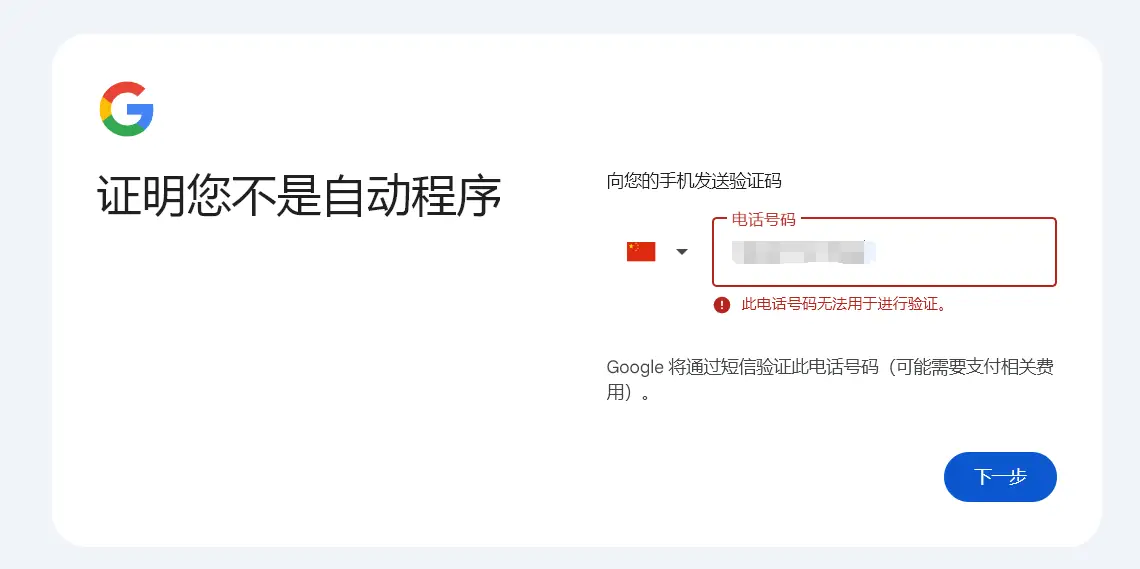 证明您不是自动程序
向您的手机发送验证码
电话号码
此电话号码无法用于进行验证。
Google 将通过短信验证此电话号码（可能需要支付相关费
用）。
下一步